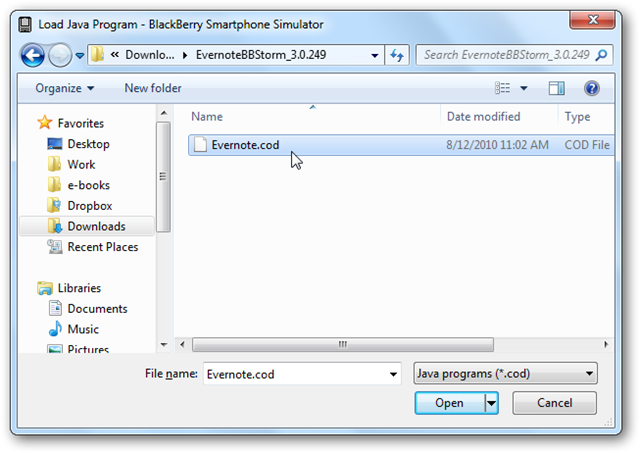 Load Java Program - BlackBerry Smartphone Simulator
« Downlo... EvernoteBBStorm_3.0.249 Search EvernoteBBStorm_3.0.249
Organize New folder
Favorites
Desktop
Work
e-books
Dropbox
Downloads
Recent Places
Libraries
Documents
Music
Pictures
Name Date modified Type
Evernote.cod 8/12/2010 11:02 AM COD File
File name: Evernote.cod Java programs (*.cod)
Open Cancel